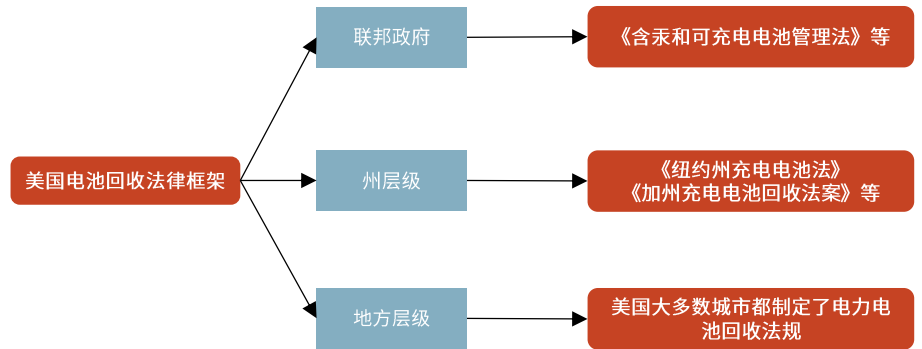 联邦政府
《含汞和可充电电池管理法》等
美国电池回收法律框架
州层级
《纽约州充电电池法》
《加州充电电池回收法案》等
地方层级
美国大多数城市都制定了电力电
池回收法规